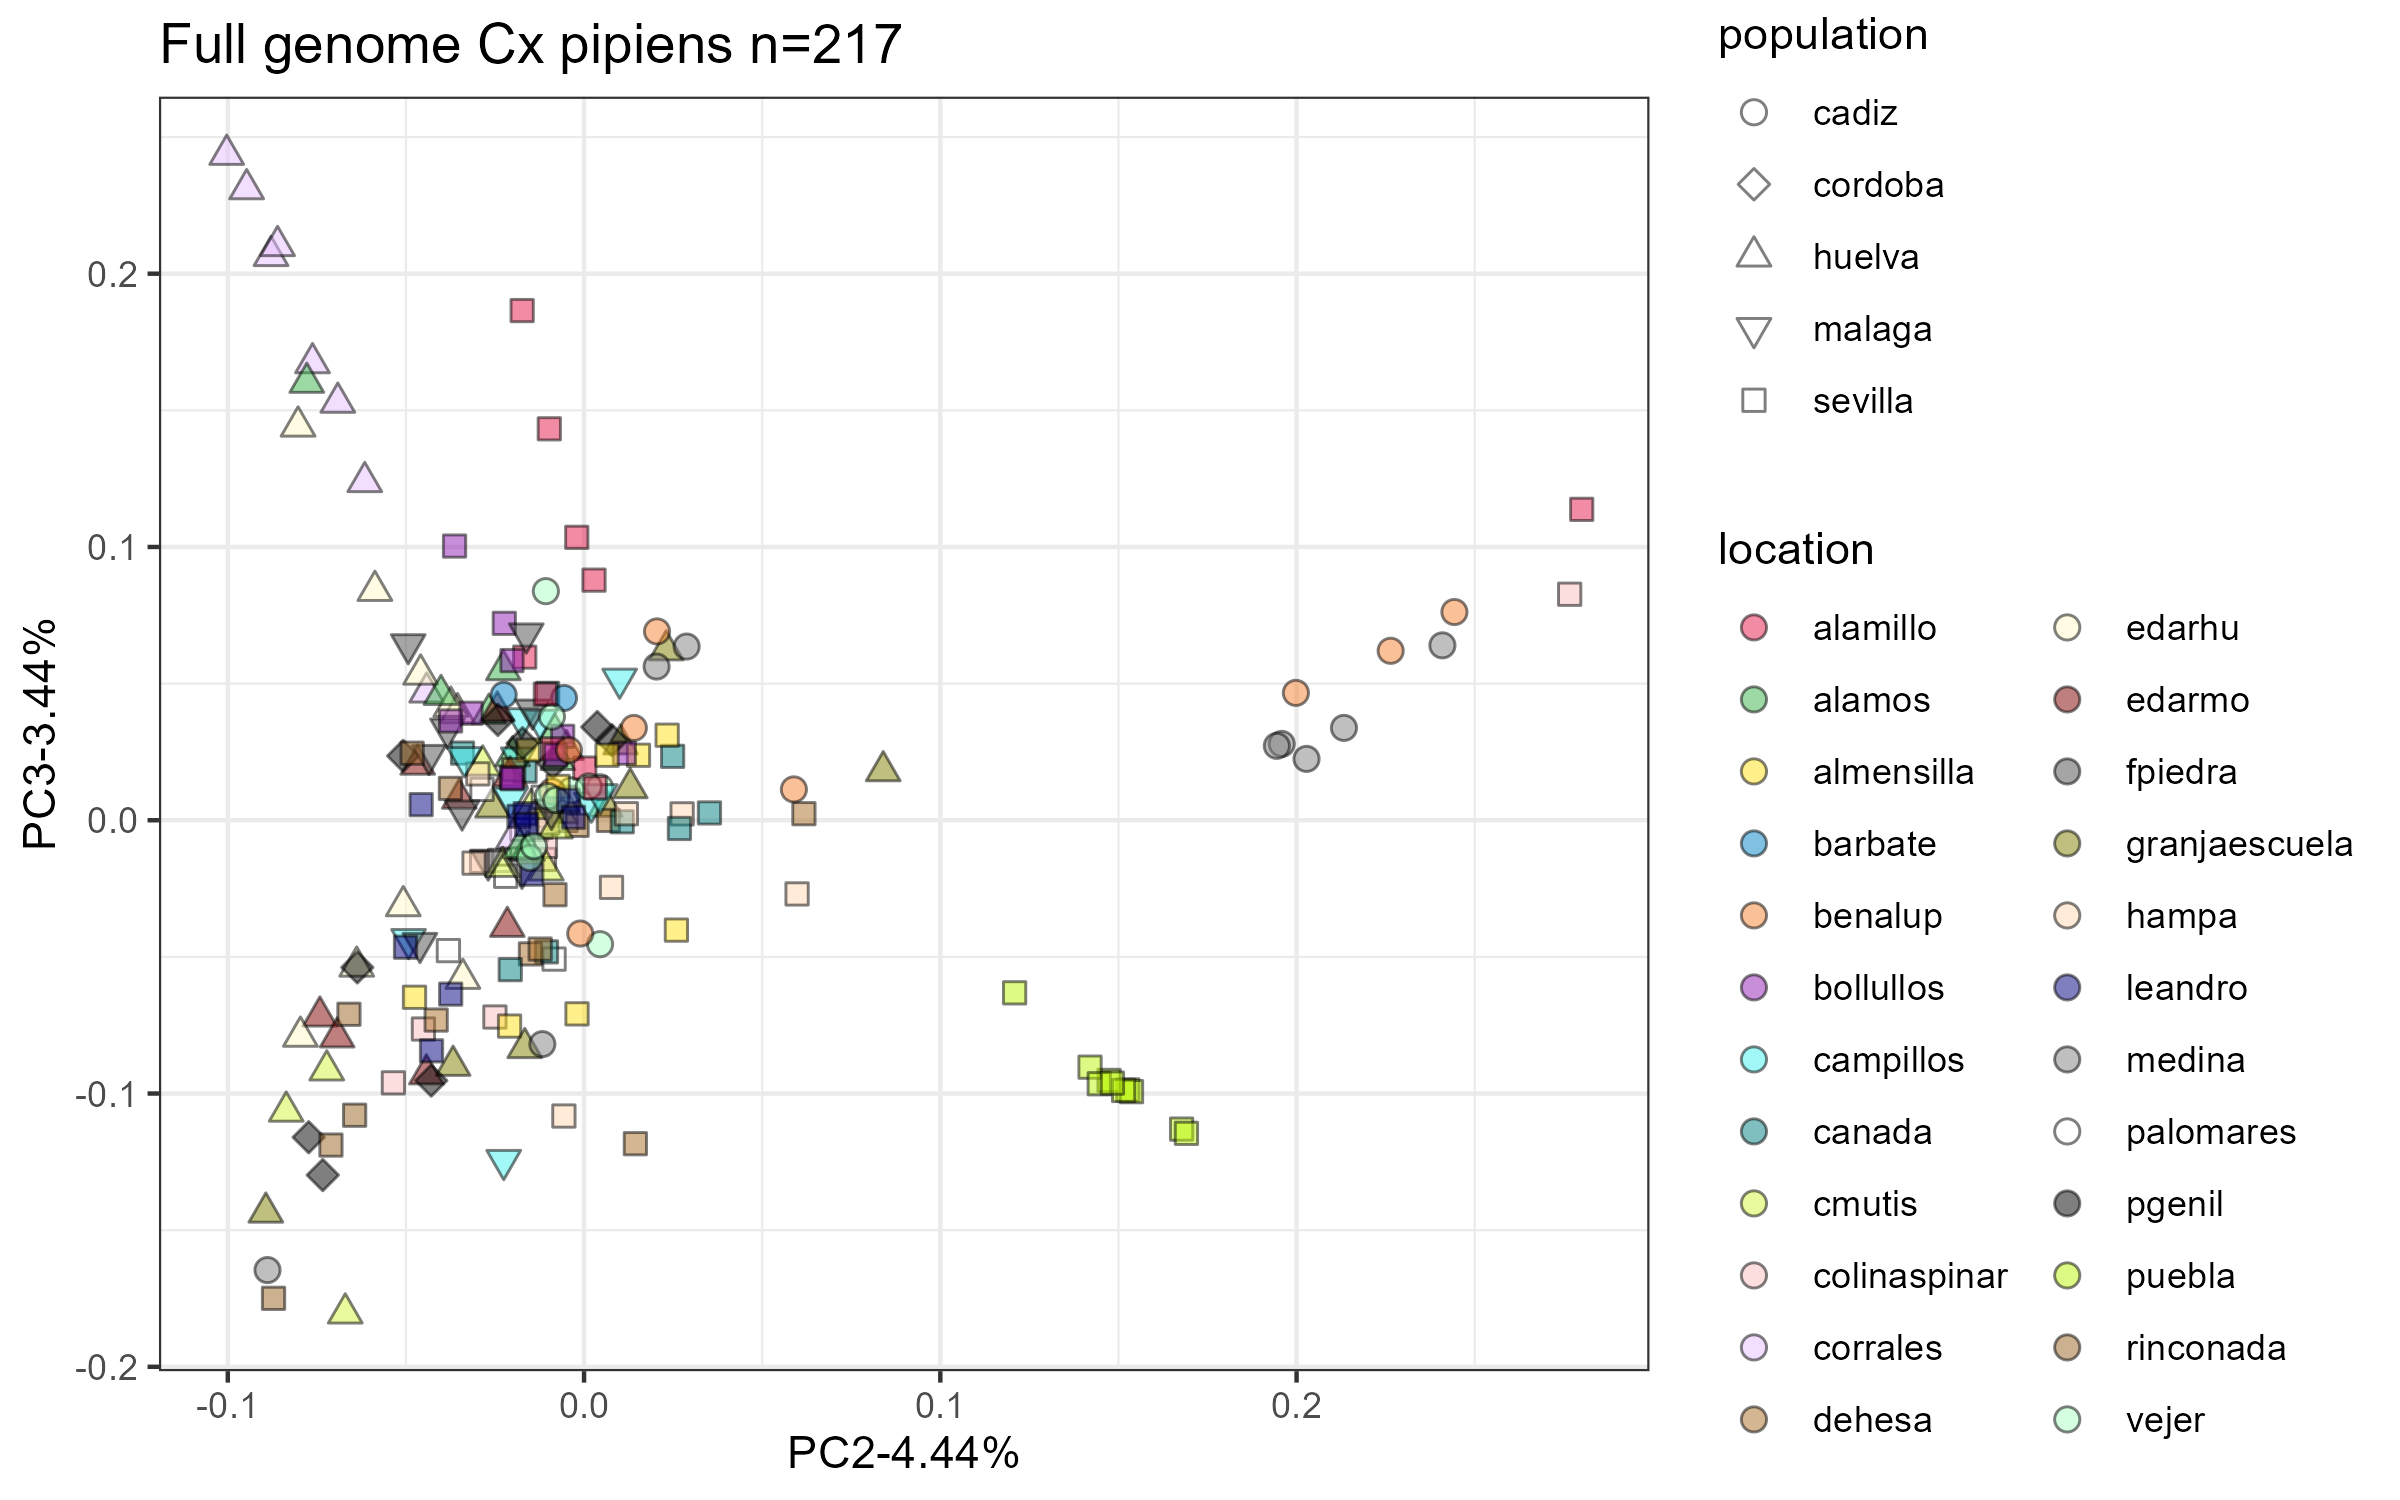 Full genome Cx pipiens n=217
PC3-3.44%
0.2
0.1
0.0
-0.1
-0.2
-0.1
0.0
0.1
0.2
PC2-4.44%
population
cadiz
cordoba
huelva
malaga
sevilla
location
alamillo
alamos
almensilla
barbate
benalup
bollullos
campillos
canada
cmutis
colinaspinar
corrales
dehesa
edarhu
edarmo
fpiedra
granjaescuela
hampa
leandro
medina
palomares
pgenil
puebla
rinconada
vejer